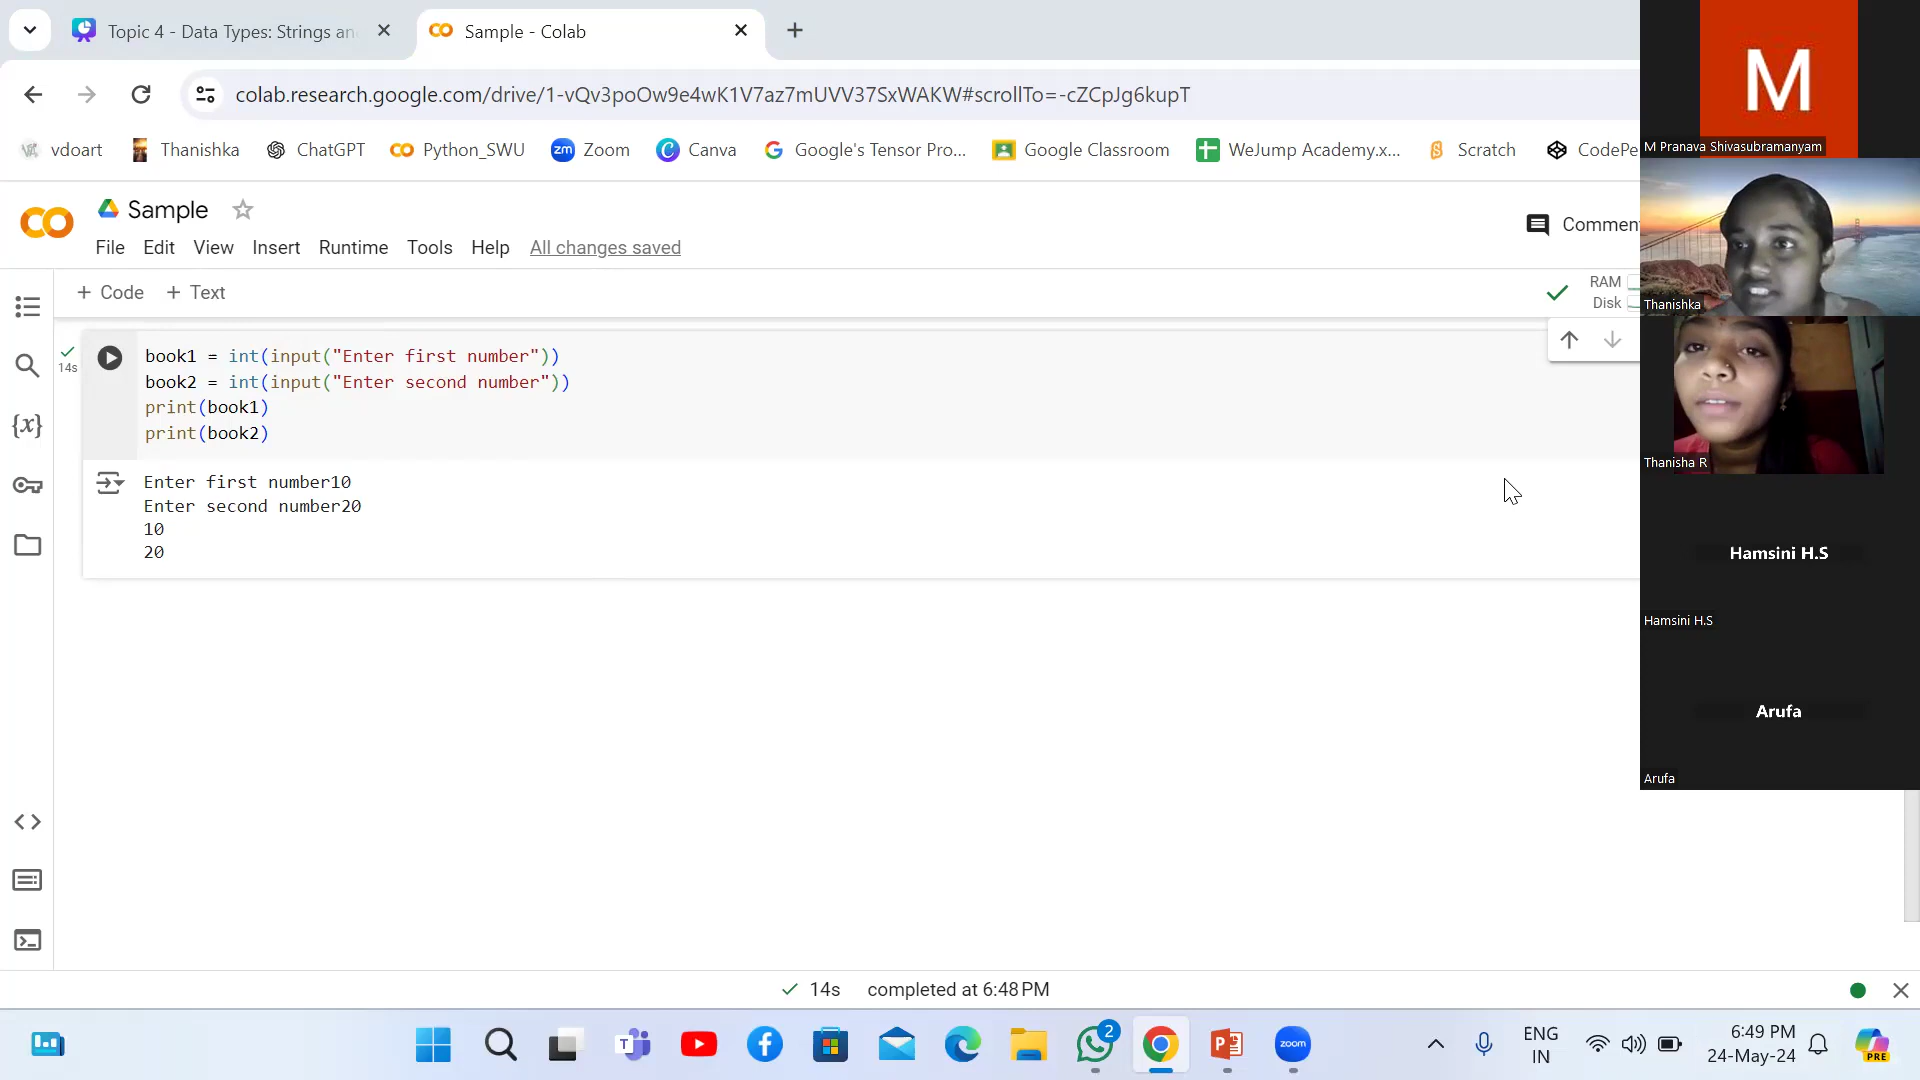 Topic 4 - Data Types: Strings an
Sample - Colab
colab.research.google.com/drive/1-vQv3poOw9e4wK1V7az7mUVV37SxWAKW#scrollTo=-cZCpJg6kupT
vdoart
Thanishka
ChatGPT
Python_SWU
zm
Zoom
Canva
Google's Tensor Pro...
Google Classroom
WeJump Academy.x...
Scratch
CodePe
Sample
Commen
File Edit View Insert Runtime Tools Help All changes saved
+ Code + Text
RAM
Disk
14s
book1 = int(input("Enter first number"))
book2 = int(input("Enter second number"))
print(book1)
print(book2)
Enter first number10
Enter second number20
10
20
{x}
14s completed at 6:48 PM
M
M Pranava Shivasubramanyam
Thanishka
Thanisha R
Hamsini H.S
Hamsini H.S
Arufa
Arufa
2
zoom
ENG
IN
6:49 PM
24-May-24
PRE